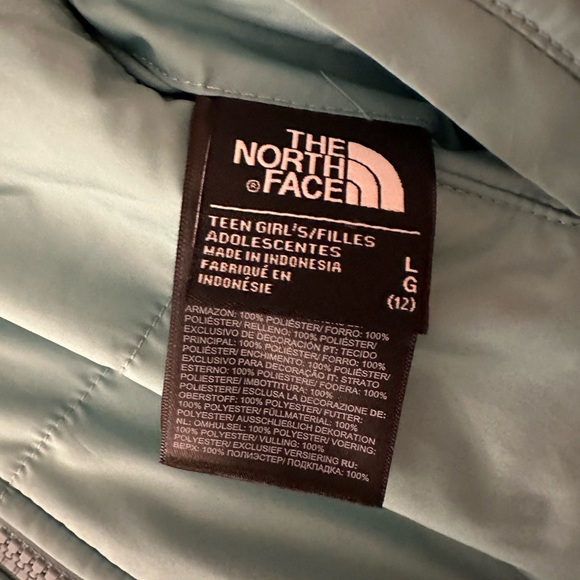 THE
NORTH
® FACE
TEEN GIRL'S/FILLES
ADOLESCENTES
MADE IN INDONESIA
FABRIQUÉ EN
INDONÉSIE
L
G
(12)
ARMAZON: 100% POLIÉSTER/ FORRO: 100%
POLIÉSTER/ RELLENO: 100% POLIÉSTER/
EXCLUSIVO DE DECORACIÓN PT: TECIDO
PRINCIPAL: 100% POLIÉSTER/ FORRO: 100%
POLIÉSTER/ ENCHIMENTO: 100% POLIÉSTER/
EXCLUSIVO PARA DECORAÇÃO IT: STRATO
ESTERNO: 100% POLIESTERE/ FODERA: 100%
POLIESTERE/ IMBOTTITURA: 100%
POLIESTERE/ ESCLUSA LA DECORAZIONE DE:
OBERSTOFF: 100% POLYESTER/ FUTTER:
100% POLYESTER/ FÜLLMATERIAL: 100%
POLYESTER/ AUSSCHLIEßLICH DEKORATION
NL: OMHULSEL: 100% POLYESTER/ VOERING:
100% POLYESTER/ VULLING: 100%
POLYESTER/ EXCLUSIEF VERSIERING RU:
ВЕРХ: 100% ПОЛИЭСТЕР/ ПОДКЛАДКА: 100%